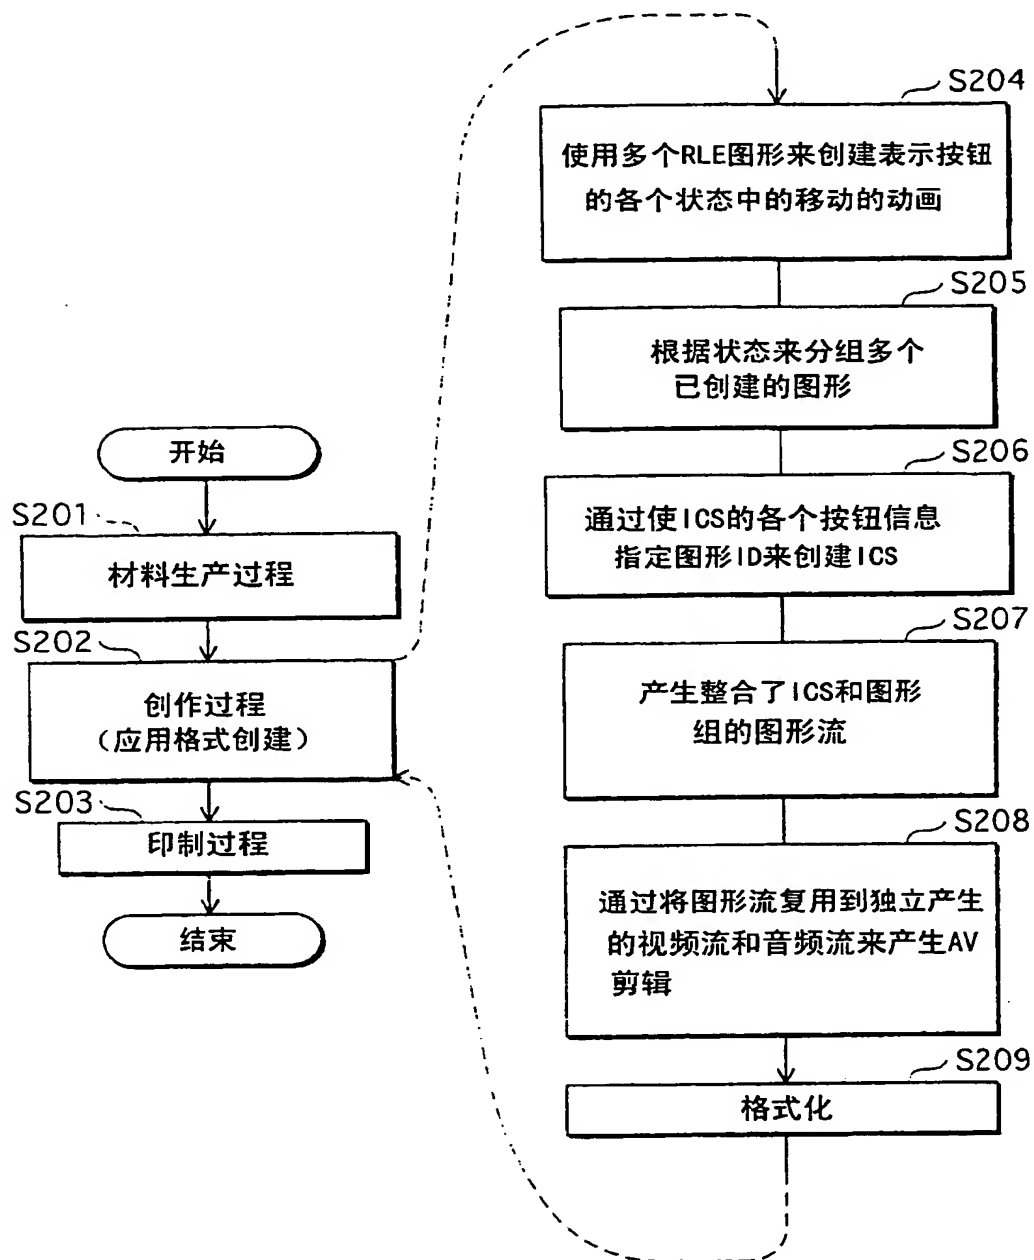 开始
S201
材料生产过程
S202
创作过程
（应用格式创建）
S203
印制过程
结束
S204
使用多个RLE图形来创建表示按钮
的各个状态中的移动的动画
S205
根据状态来分组多个
已创建的图形
S206
通过使ICS的各个按钮信息
指定图形ID来创建ICS
S207
产生整合了ICS和图形
组的图形流
S208
通过将图形流复用到独立产生
的视频流和音频流来产生AV
剪辑
S209
格式化